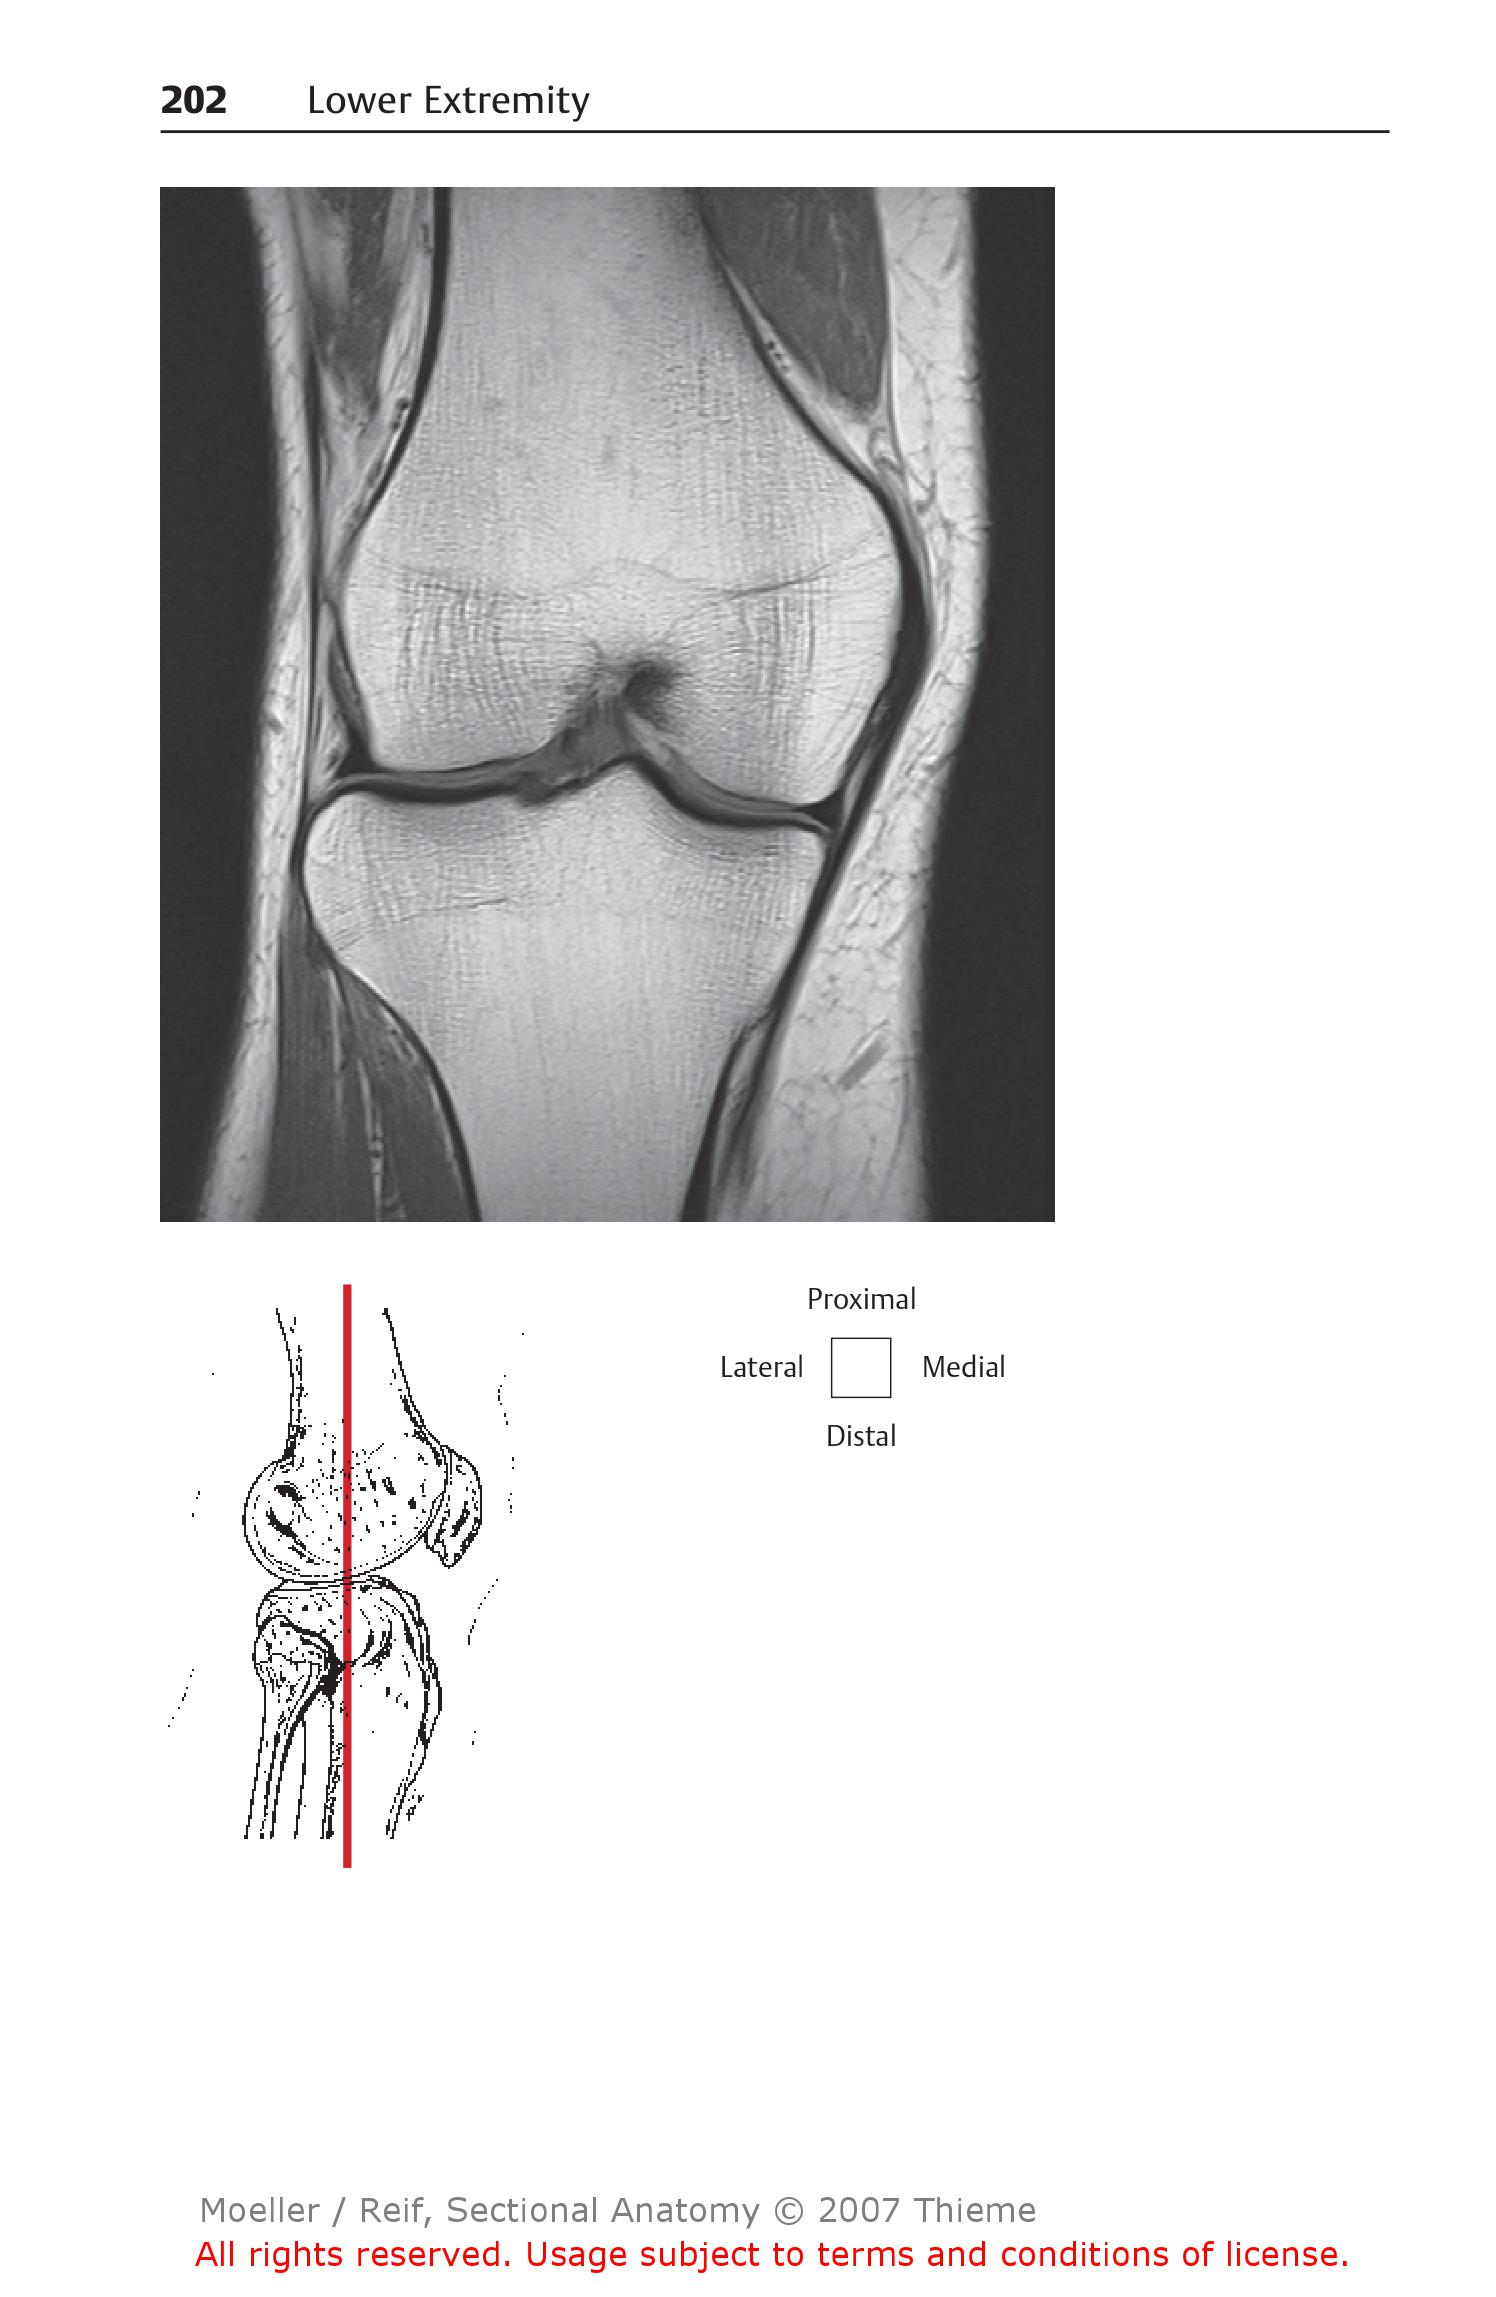 202 Lower Extremity
Proximal
Lateral Medial
Distal
Moeller / Reif, Sectional Anatomy © 2007 Thieme
All rights reserved. Usage subject to terms and conditions of license.